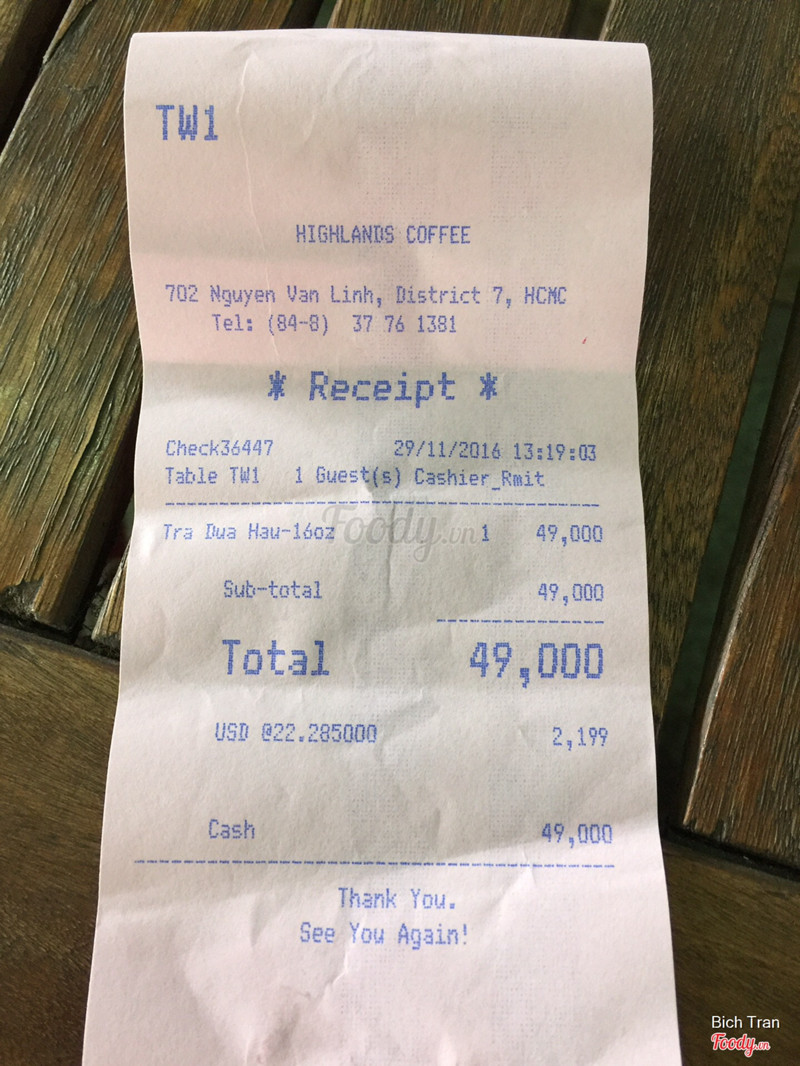 TW1
HIGHLANDS COFFEE
702 Nguyen Van Linh, District 7, HCMC
Tel: (84-8) 37 76 1381
* Receipt *
Check36447 29/11/2016 13:19:03
Table TW1 1 Guest(s) Cashier_Rmit
Tra Dua Hau-16oz 1 49,000
Foody.vn
Sub-total 49,000
Total 49,000
USD @22.285000 2,199
Cash 49,000
Thank You.
See You Again!
Bich Tran
Foody.vn